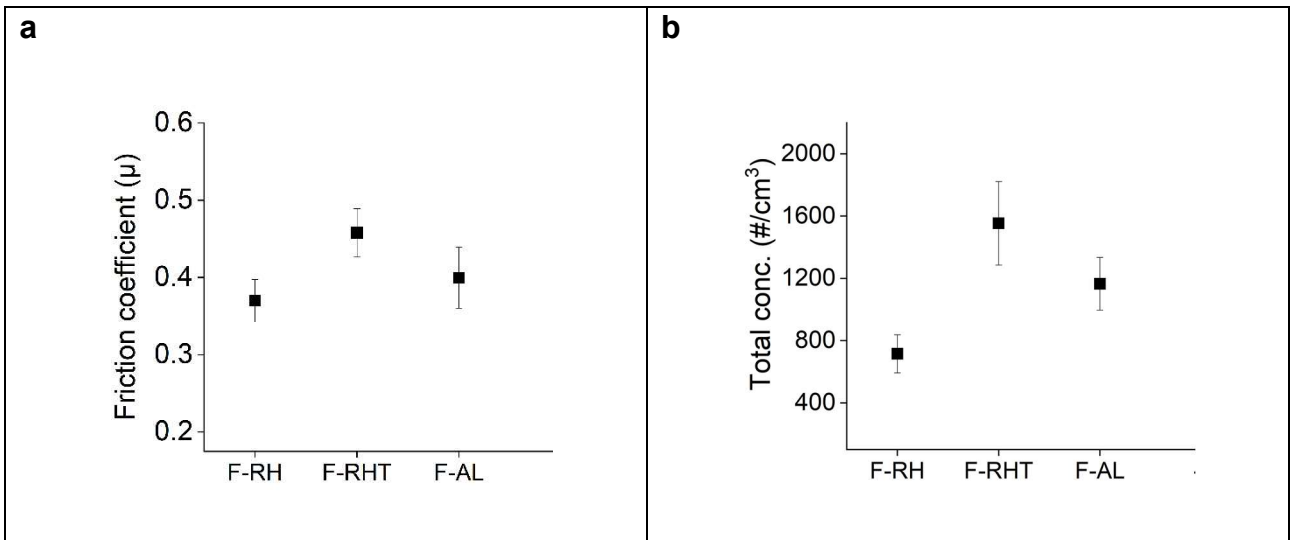 a
0.6
0.5
0.4
0.3
0.2
Friction coefficient (μ)
F-RH F-RHT F-AL
b
2000
1600
1200
800
400
Total conc. (#/cm³)
F-RH F-RHT F-AL